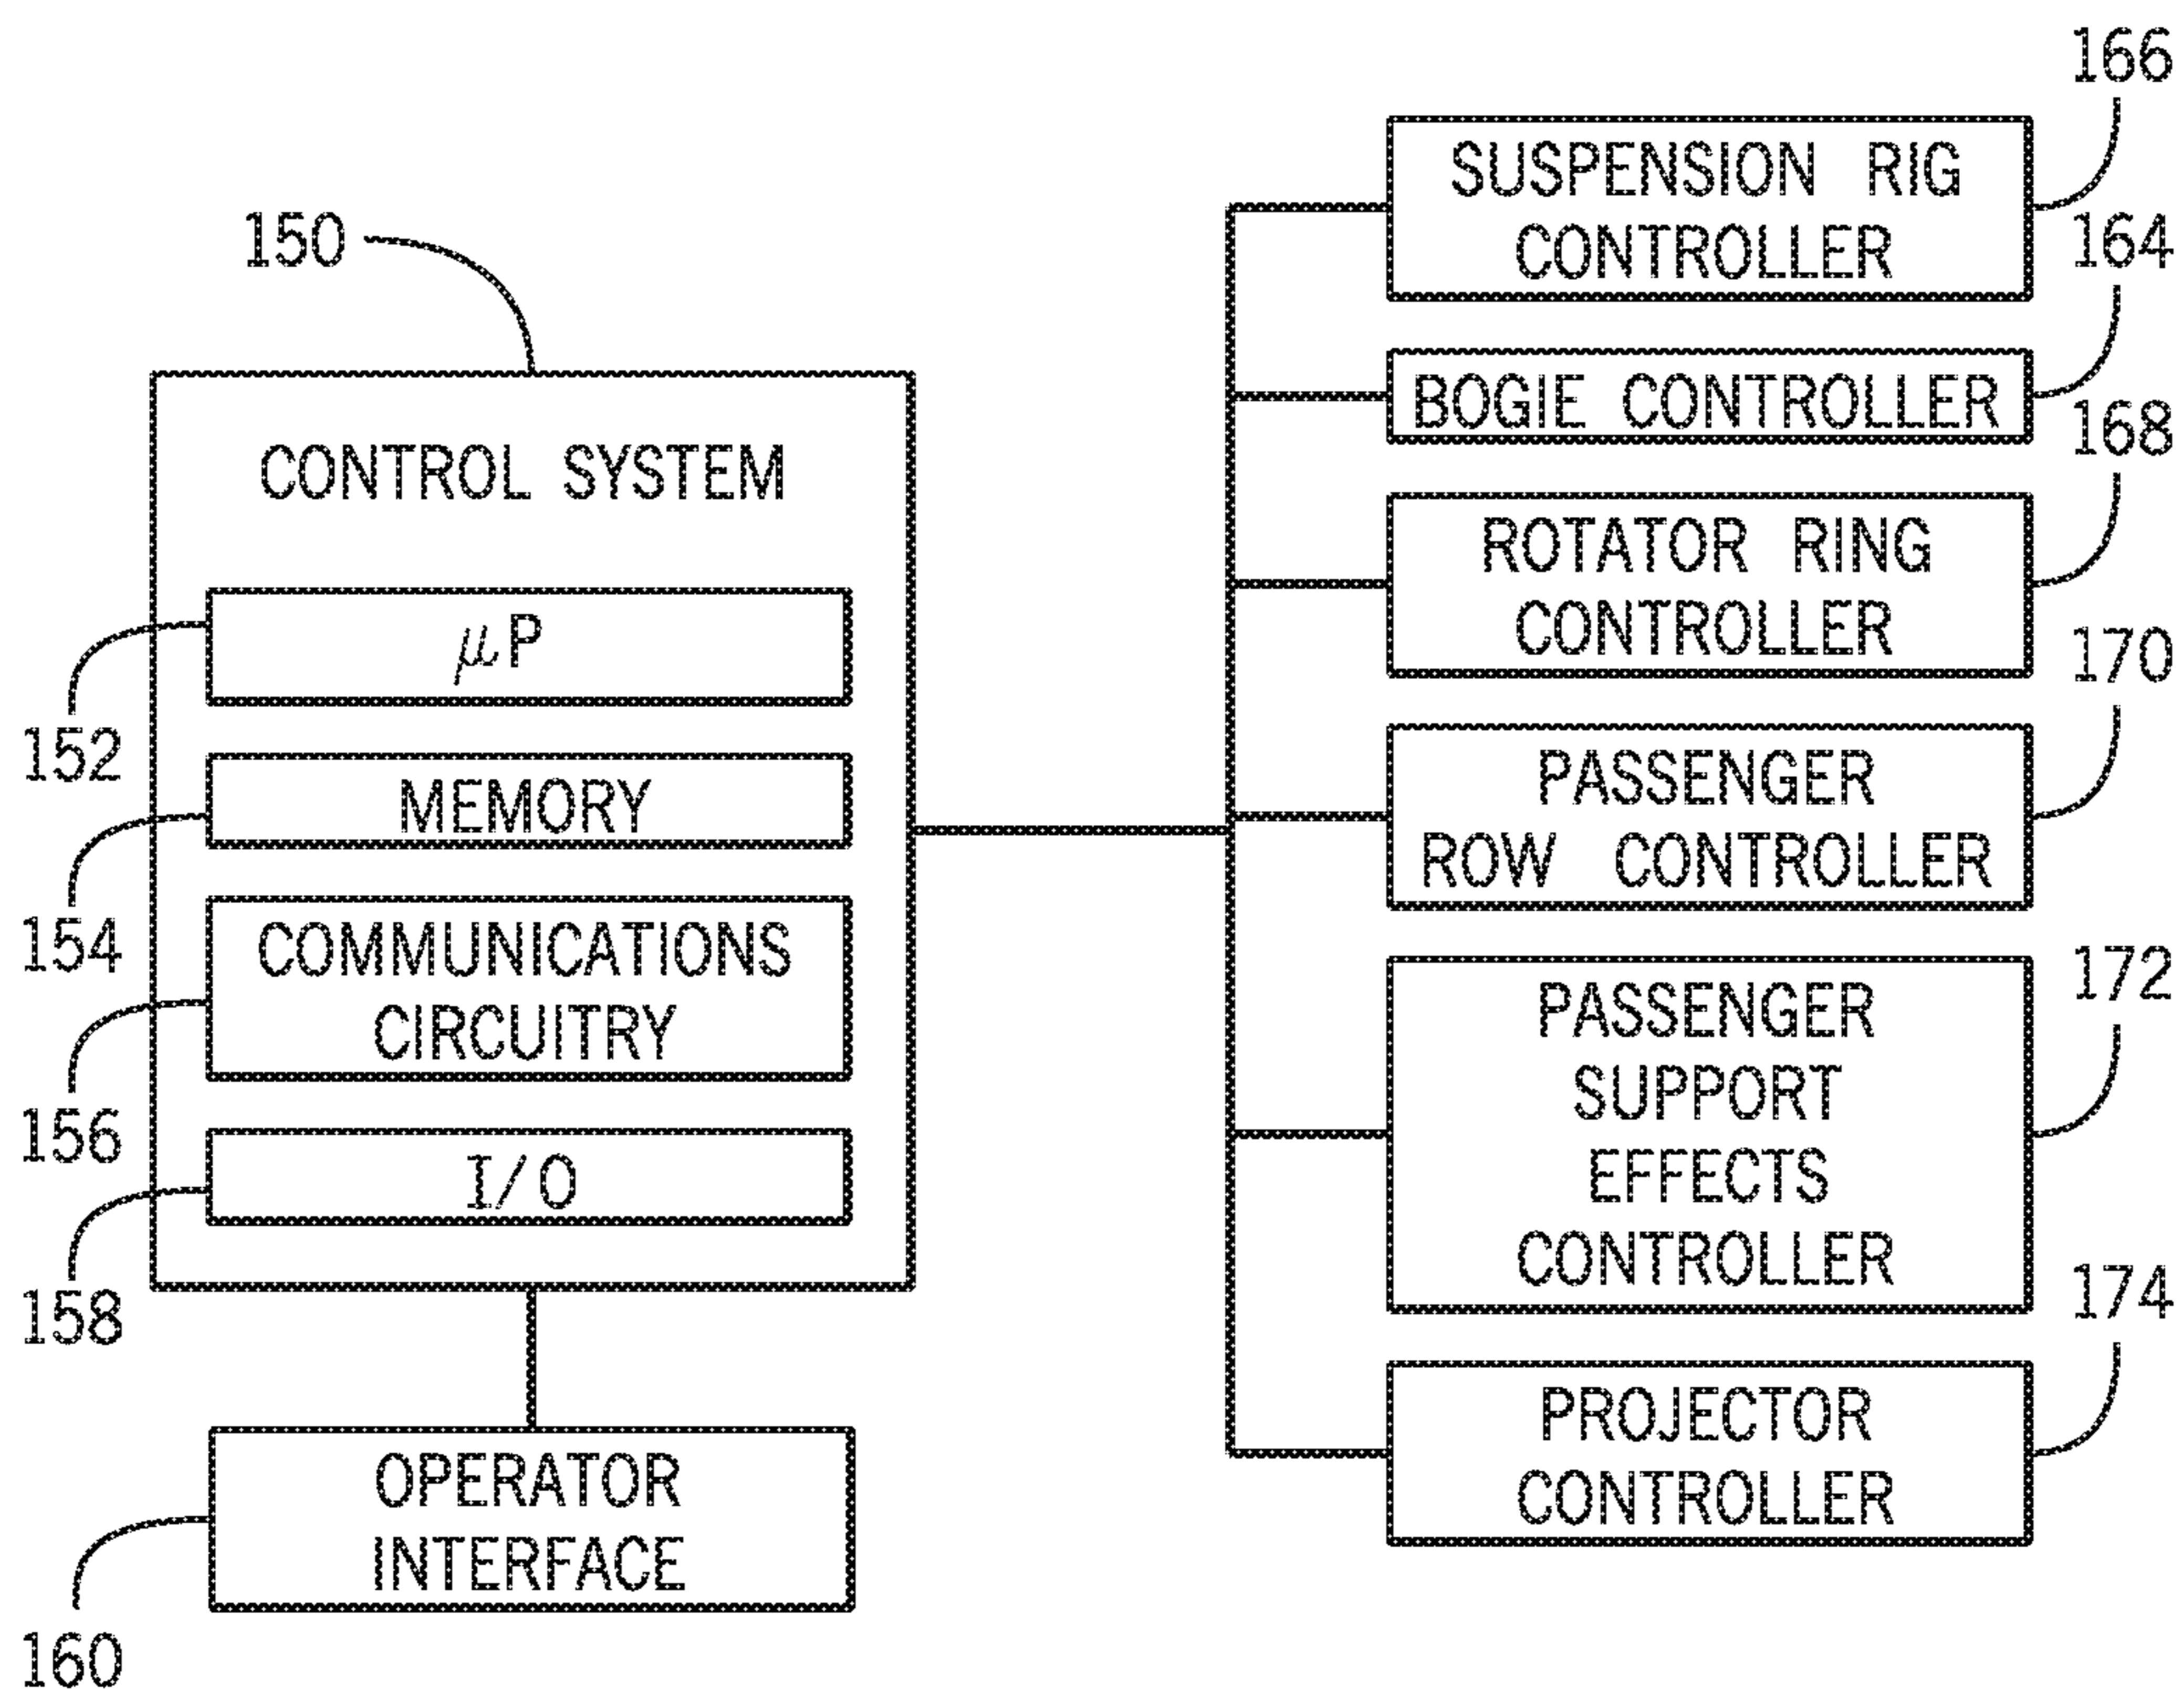 150
CONTROL SYSTEM
μP
152
MEMORY
154
COMMUNICATIONS
CIRCUITRY
156
I/O
158
OPERATOR
INTERFACE
160
166
SUSPENSION RIG
CONTROLLER
164
BOGIE CONTROLLER
168
ROTATOR RING
CONTROLLER
170
PASSENGER
ROW CONTROLLER
172
PASSENGER
SUPPORT
EFFECTS
CONTROLLER
174
PROJECTOR
CONTROLLER